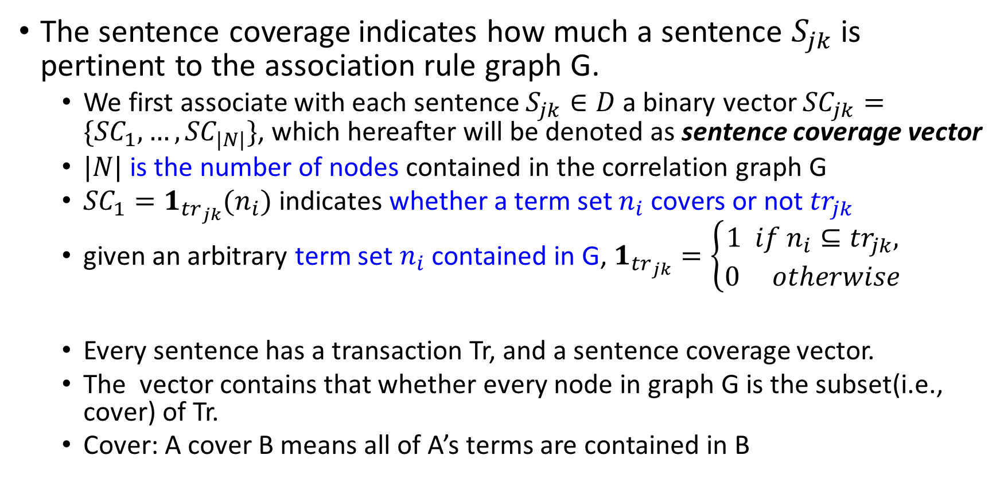 • The sentence coverage indicates how much a sentence $S_{jk}$ is
pertinent to the association rule graph G.
• We first associate with each sentence $S_{jk} \in D$ a binary vector $SC_{jk} =$
$\{SC_1, \ldots, SC_{|N|}\}$, which hereafter will be denoted as sentence coverage vector
• $|N|$ is the number of nodes contained in the correlation graph G
• $SC_1 = \mathbf{1}_{tr_{jk}}(n_i)$ indicates whether a term set $n_i$ covers or not $tr_{jk}$
• given an arbitrary term set $n_i$ contained in G, $\mathbf{1}_{tr_{jk}} = \begin{cases} 1 & if\ n_i \subseteq tr_{jk}, \\ 0 & otherwise \end{cases}$
• Every sentence has a transaction Tr, and a sentence coverage vector.
• The  vector contains that whether every node in graph G is the subset(i.e.,
cover) of Tr.
• Cover: A cover B means all of A’s terms are contained in B